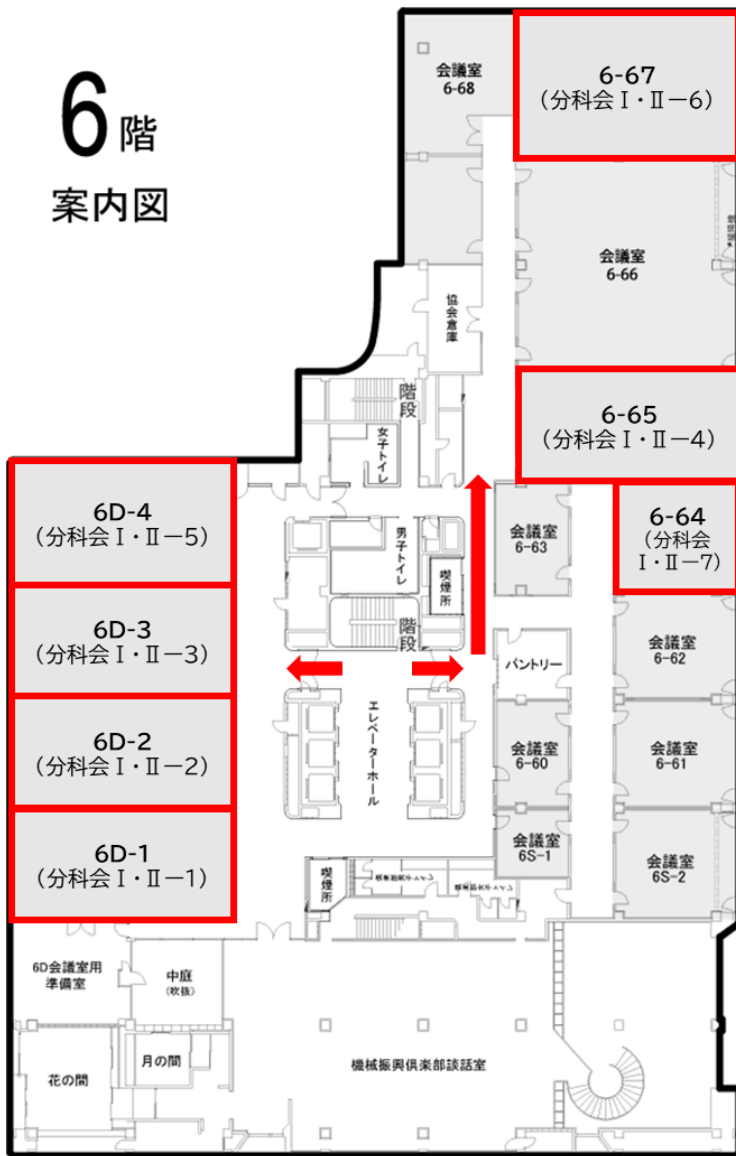 6階
案内図
会議室
6-68
6-67
（分科会Ⅰ・Ⅱ－6）
会議室
6-66
協会倉庫
階段
6-65
（分科会Ⅰ・Ⅱ－4）
女子トイレ
6D-4
（分科会Ⅰ・Ⅱ－5）
男子トイレ
喫煙所
会議室
6-63
6-64
（分科会
Ⅰ・Ⅱ－7）
6D-3
（分科会Ⅰ・Ⅱ－3）
階段
パントリー
会議室
6-62
6D-2
（分科会Ⅰ・Ⅱ－2）
エレベーターホール
会議室
6-60
会議室
6-61
6D-1
（分科会Ⅰ・Ⅱ－1）
会議室
6S-1
会議室
6S-2
喫煙所
6D会議室用
準備室
中庭
（吹抜）
花の間
月の間
機械振興倶楽部談話室